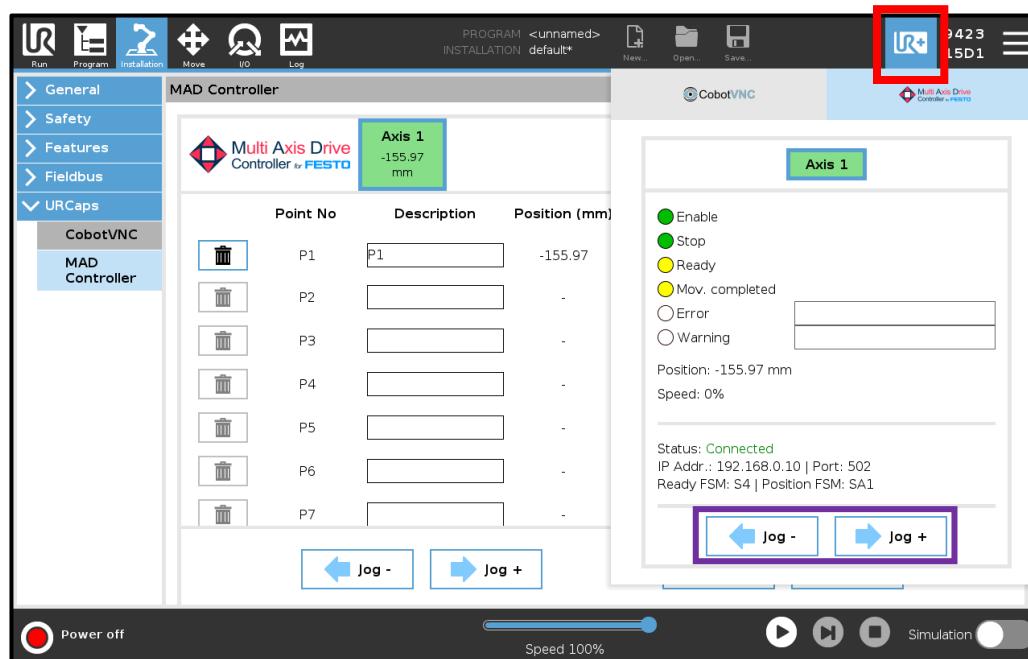 PROGRAM <unnamed>
INSTALLATION default*
9423
15D1
Run
Program
Installation
Move
I/O
Log
New...
Open...
Save...
UR+
General
Safety
Features
Fieldbus
URCaps
CobotVNC
MAD
Controller
MAD Controller
Multi Axis Drive
Controller for FESTO
Axis 1
-155.97
mm
Point No Description Position (mm)
P1 P1 -155.97
P2 -
P3 -
P4 -
P5 -
P6 -
P7 -
Jog -
Jog +
CobotVNC
Multi Axis Drive
Controller for FESTO
Axis 1
Enable
Stop
Ready
Mov. completed
Error
Warning
Position: -155.97 mm
Speed: 0%
Status: Connected
IP Addr.: 192.168.0.10 | Port: 502
Ready FSM: S4 | Position FSM: SA1
Jog -
Jog +
Power off
Speed 100%
Simulation